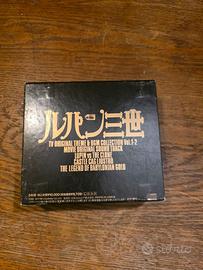 ルパン三世
TV ORIGINAL THEME & BGM COLLECTION Vol.1-2
MOVIE ORIGINAL SOUND TRACK
LUPIN vs THE CLONE
CASTLE CAGLIOSTRO
THE LEGEND OF BABYLONIAN GOLD
subito